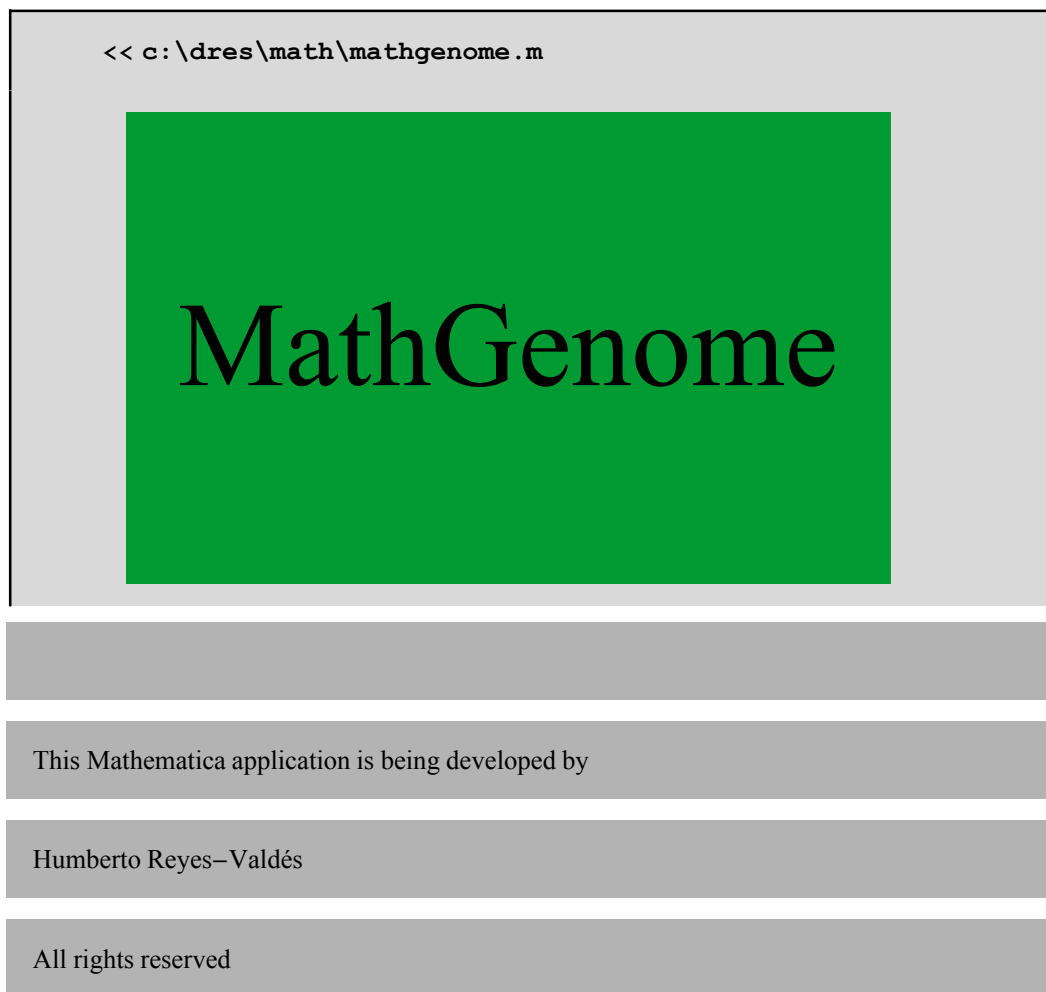 << c:\dres\math\mathgenome.m
MathGenome
This Mathematica application is being developed by
Humberto Reyes−Valdés
All rights reserved